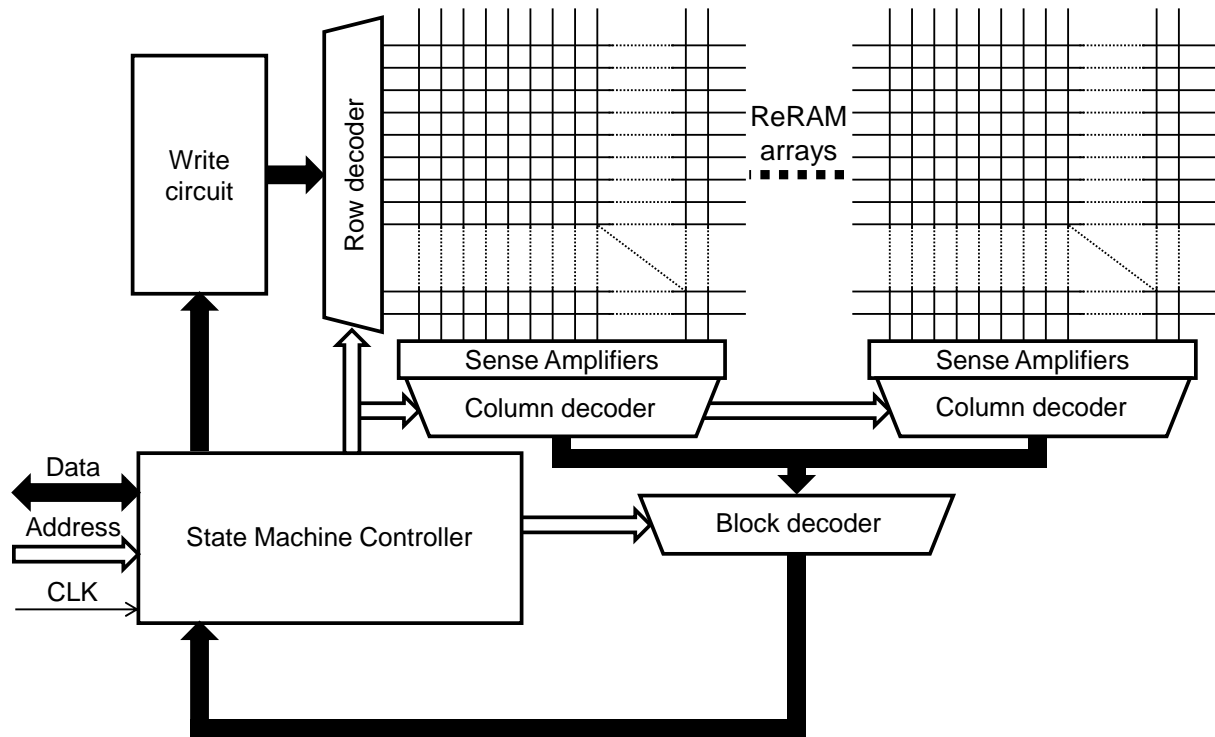 Write
circuit
Row decoder
ReRAM
arrays
Sense Amplifiers
Sense Amplifiers
Column decoder
Column decoder
Data
Address
CLK
State Machine Controller
Block decoder